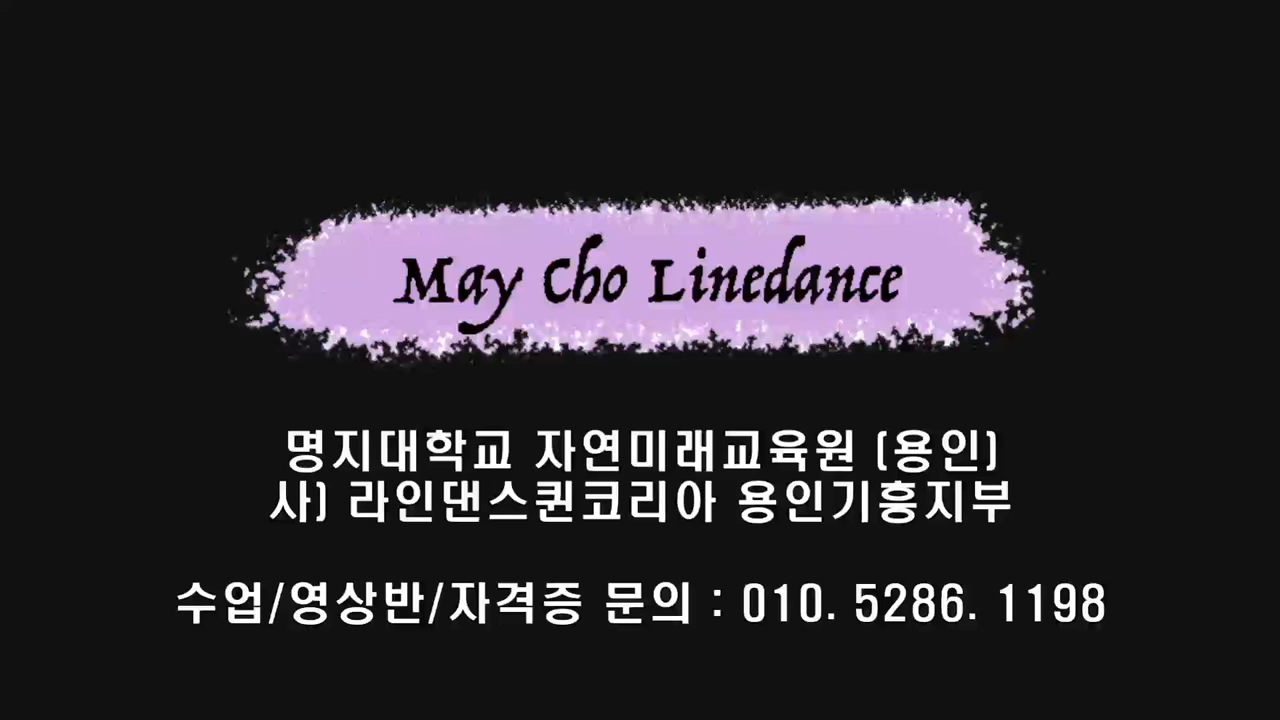 May Cho Linedance
명지대학교 자연미래교육원 (용인)
사) 라인댄스퀸코리아 용인기흥지부
수업/영상반/자격증 문의 : 010. 5286. 1198